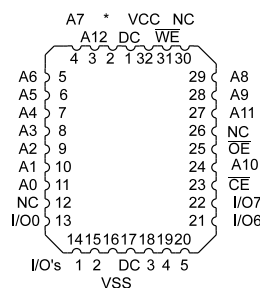 A7 * VCC NC
A12 DC WE
4 3 2 1 32 31 30
A6 5 29 A8
A5 6 28 A9
A4 7 27 A11
A3 8 26 NC
A2 9 25 OE
A1 10 24 A10
A0 11 23 CE
NC 12 22 I/O7
I/O0 13 21 I/O6
14 15 16 17 18 19 20
I/O's 1 2 DC 3 4 5
VSS